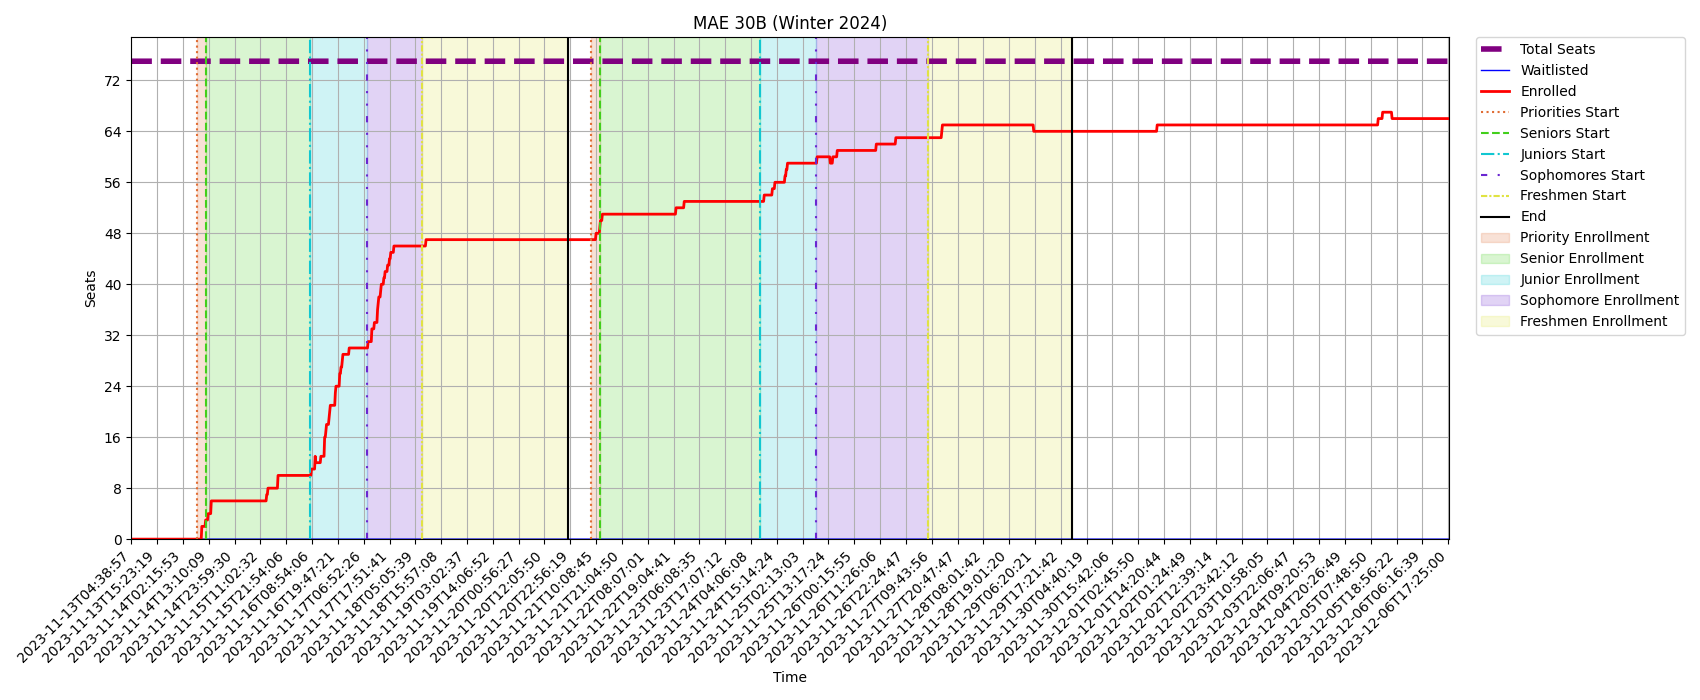 MAE 30B (Winter 2024)
Total Seats
Waitlisted
Enrolled
Priorities Start
Seniors Start
Juniors Start
Sophomores Start
Freshmen Start
End
Priority Enrollment
Senior Enrollment
Junior Enrollment
Sophomore Enrollment
Freshmen Enrollment
Seats
72
64
56
48
40
32
24
16
8
0
2023-11-13T04:38:57
2023-11-13T15:23:19
2023-11-14T02:15:53
2023-11-14T13:10:09
2023-11-14T23:59:30
2023-11-15T11:02:32
2023-11-15T21:54:06
2023-11-16T08:54:06
2023-11-16T19:47:21
2023-11-17T06:52:26
2023-11-17T17:51:41
2023-11-18T05:05:39
2023-11-18T15:57:08
2023-11-19T03:02:37
2023-11-19T14:06:52
2023-11-20T00:56:27
2023-11-20T12:05:50
2023-11-20T22:56:19
2023-11-21T10:08:45
2023-11-21T21:04:50
2023-11-22T08:07:01
2023-11-22T19:04:41
2023-11-23T06:08:35
2023-11-23T17:07:12
2023-11-24T04:06:08
2023-11-24T15:14:24
2023-11-25T02:13:03
2023-11-25T13:17:24
2023-11-26T00:15:55
2023-11-26T11:26:06
2023-11-26T22:24:47
2023-11-27T09:43:56
2023-11-27T20:47:47
2023-11-28T08:01:42
2023-11-28T19:01:20
2023-11-29T06:20:21
2023-11-29T17:21:42
2023-11-30T04:40:19
2023-11-30T15:42:06
2023-12-01T02:45:50
2023-12-01T14:20:44
2023-12-02T01:24:49
2023-12-02T12:39:14
2023-12-02T23:42:12
2023-12-03T10:58:05
2023-12-03T22:06:47
2023-12-04T09:20:53
2023-12-04T20:26:49
2023-12-05T07:48:50
2023-12-05T18:56:22
2023-12-06T06:16:39
2023-12-06T17:25:00
Time